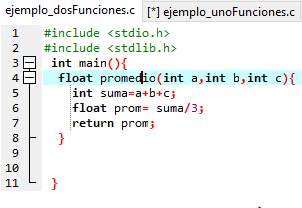 ejemplo_dosFunciones.c [*] ejemplo_unoFunciones.c
1 #include <stdio.h>
2 #include <stdlib.h>
3 int main(){
4 float promedio(int a,int b,int c){
5 int suma=a+b+c;
6 float prom= suma/3;
7 return prom;
8 }
9
10
11 }